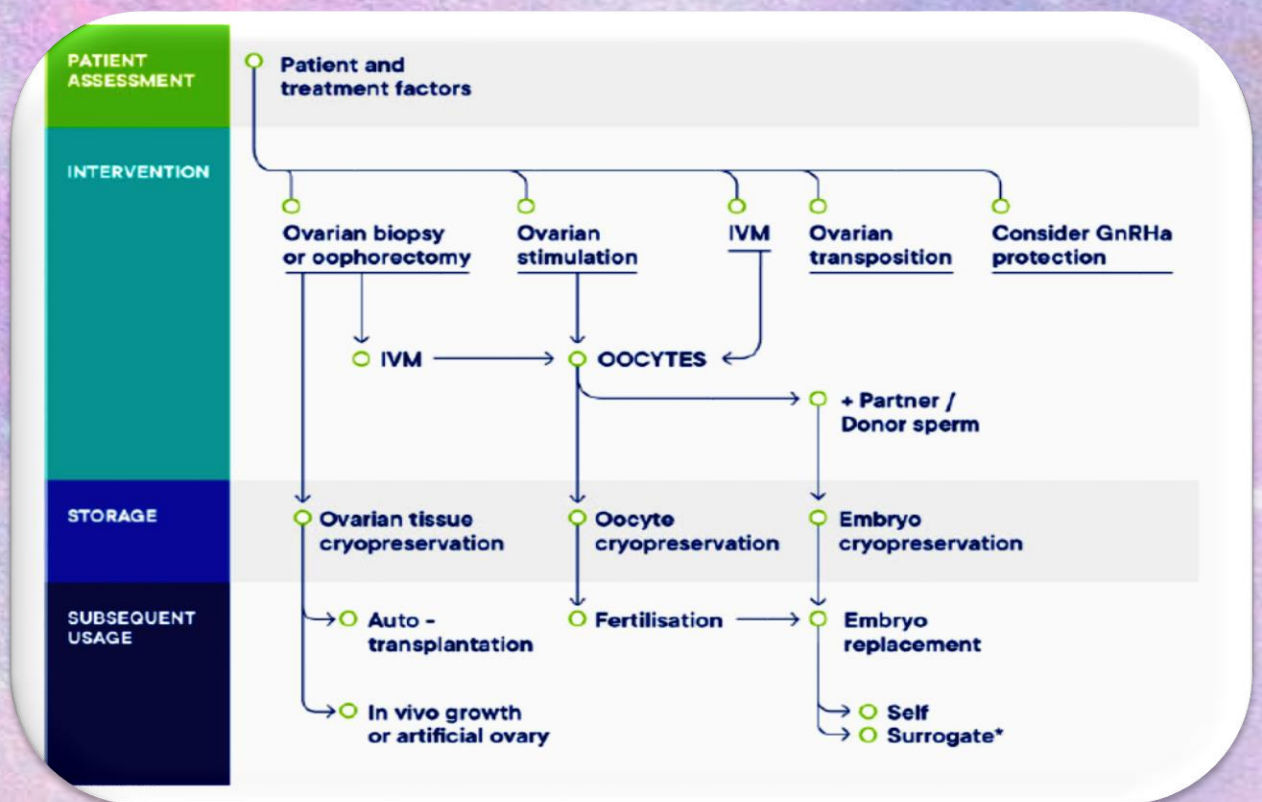 PATIENT
ASSESSMENT
Patient and
treatment factors
INTERVENTION
Ovarian biopsy
or oophorectomy
Ovarian
stimulation
IVM
Ovarian
transposition
Consider GnRHa
protection
IVM
OOCYTES
+ Partner /
Donor sperm
STORAGE
Ovarian tissue
cryopreservation
Oocyte
cryopreservation
Embryo
cryopreservation
SUBSEQUENT
USAGE
Auto -
transplantation
Fertilisation
Embryo
replacement
In vivo growth
or artificial ovary
Self
Surrogate*